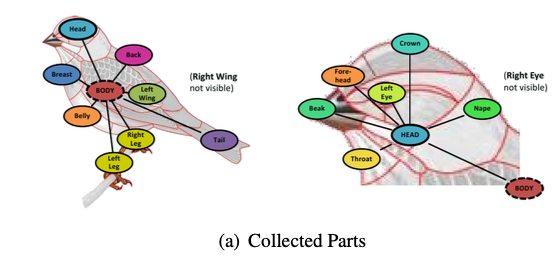 Head
Back
Breast
BODY
Left
Wing
(Right Wing
not visible)
Belly
Right
Leg
Tail
Left
Leg
Crown
Fore-
head
Left
Eye
(Right Eye
not visible)
Beak
Nape
HEAD
Throat
BODY
(a) Collected Parts